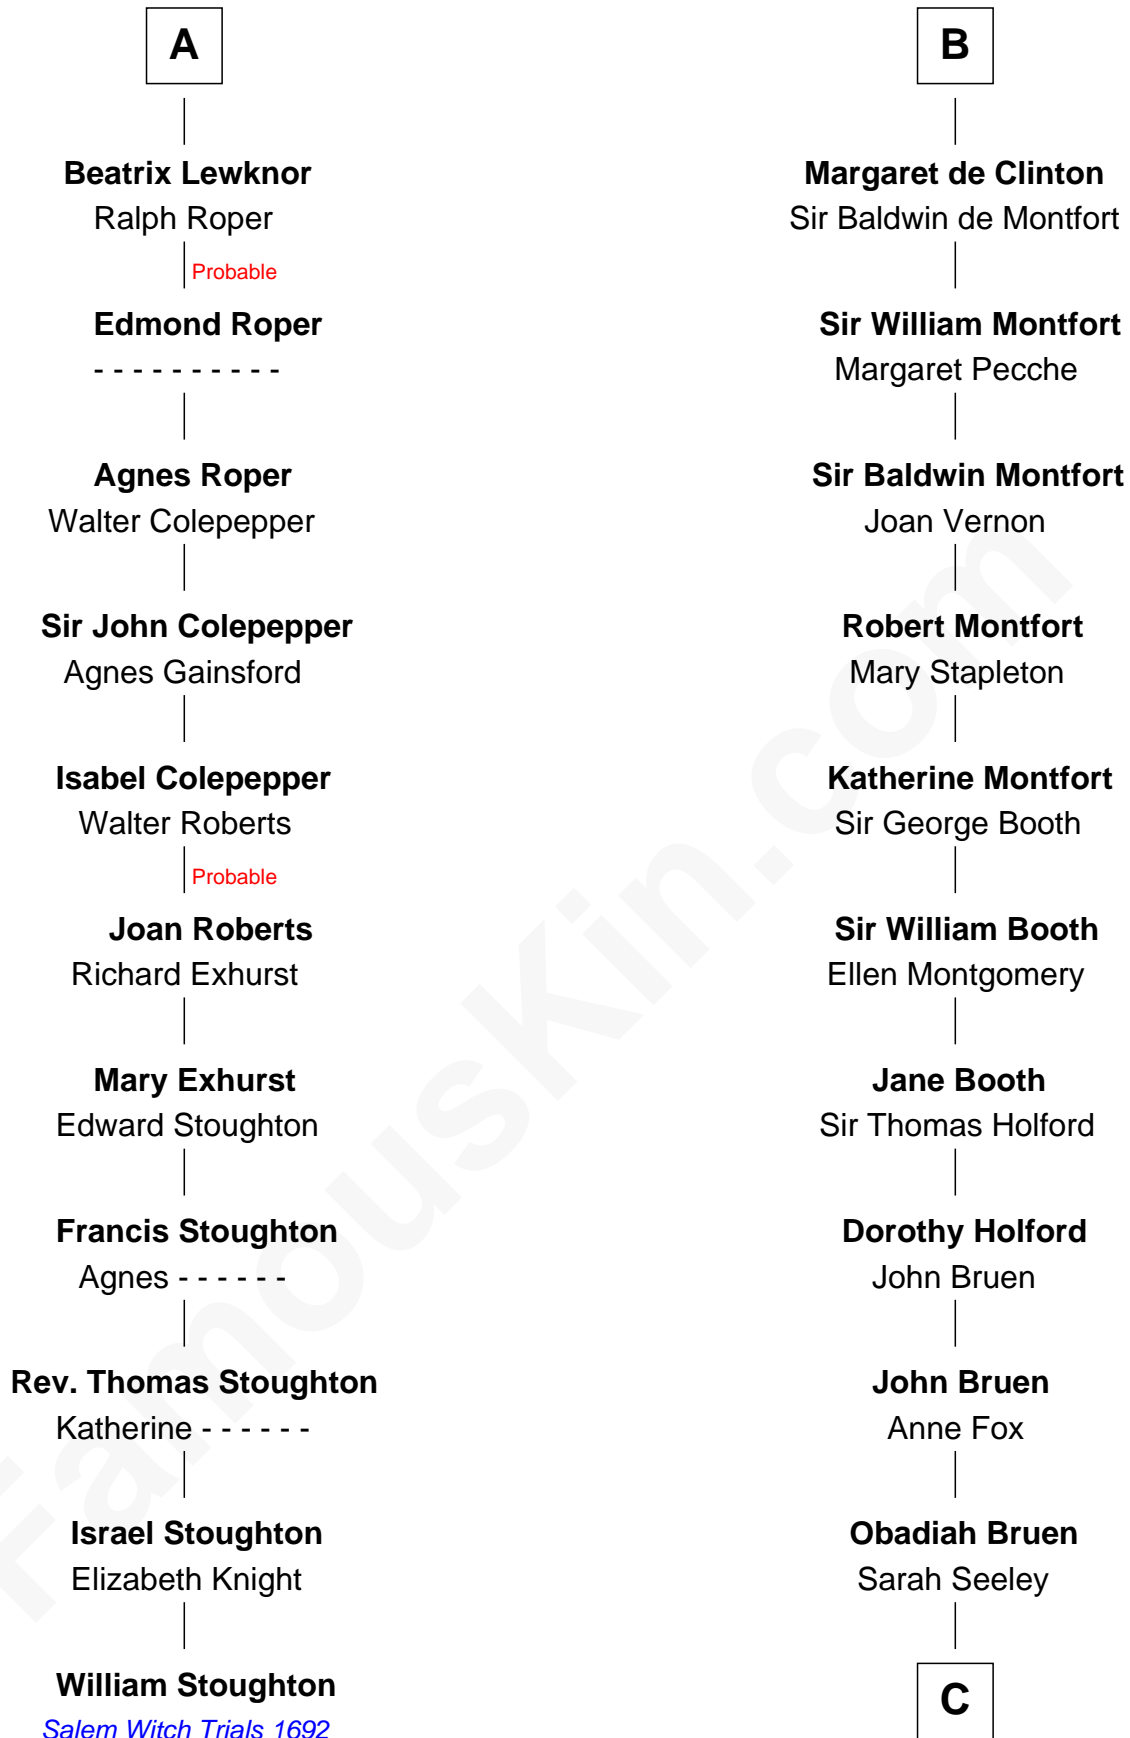 A
Beatrix Lewknor
Ralph Roper
Probable
Edmond Roper
- - - - - - - - - -
Agnes Roper
Walter Colepepper
Sir John Colepepper
Agnes Gainsford
Isabel Colepepper
Walter Roberts
Probable
Joan Roberts
Richard Exhurst
Mary Exhurst
Edward Stoughton
Francis Stoughton
Agnes - - - - - -
Rev. Thomas Stoughton
Katherine - - - - - -
Israel Stoughton
Elizabeth Knight
William Stoughton
Salem Witch Trials 1692
B
Margaret de Clinton
Sir Baldwin de Montfort
Sir William Montfort
Margaret Pecche
Sir Baldwin Montfort
Joan Vernon
Robert Montfort
Mary Stapleton
Katherine Montfort
Sir George Booth
Sir William Booth
Ellen Montgomery
Jane Booth
Sir Thomas Holford
Dorothy Holford
John Bruen
John Bruen
Anne Fox
Obadiah Bruen
Sarah Seeley
C
FamousKin.com